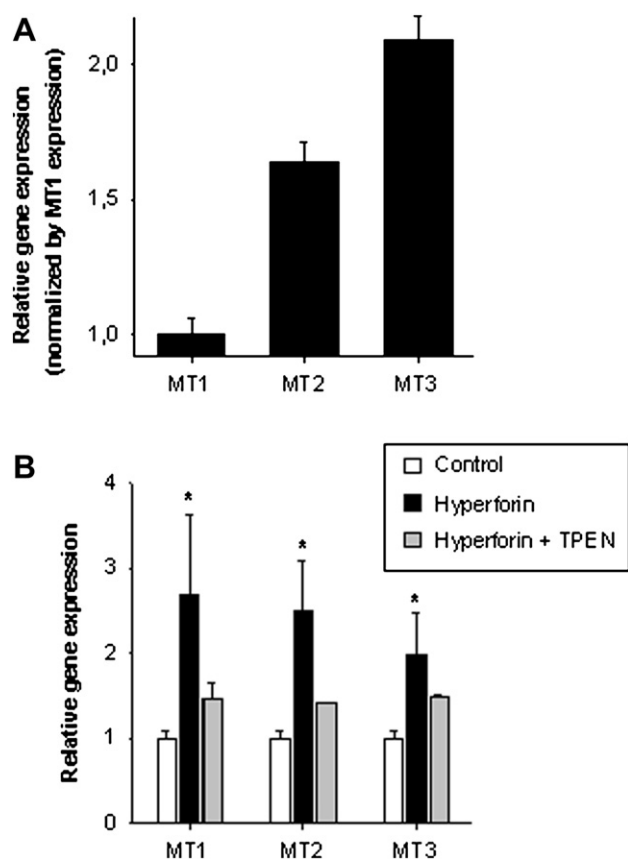 A
Relative gene expression
(normalized by MT1 expression)
2,0
1,5
1,0
MT1 MT2 MT3
B
Control
Hyperforin
Hyperforin + TPEN
Relative gene expression
4
3
2
1
0
* * *
MT1 MT2 MT3